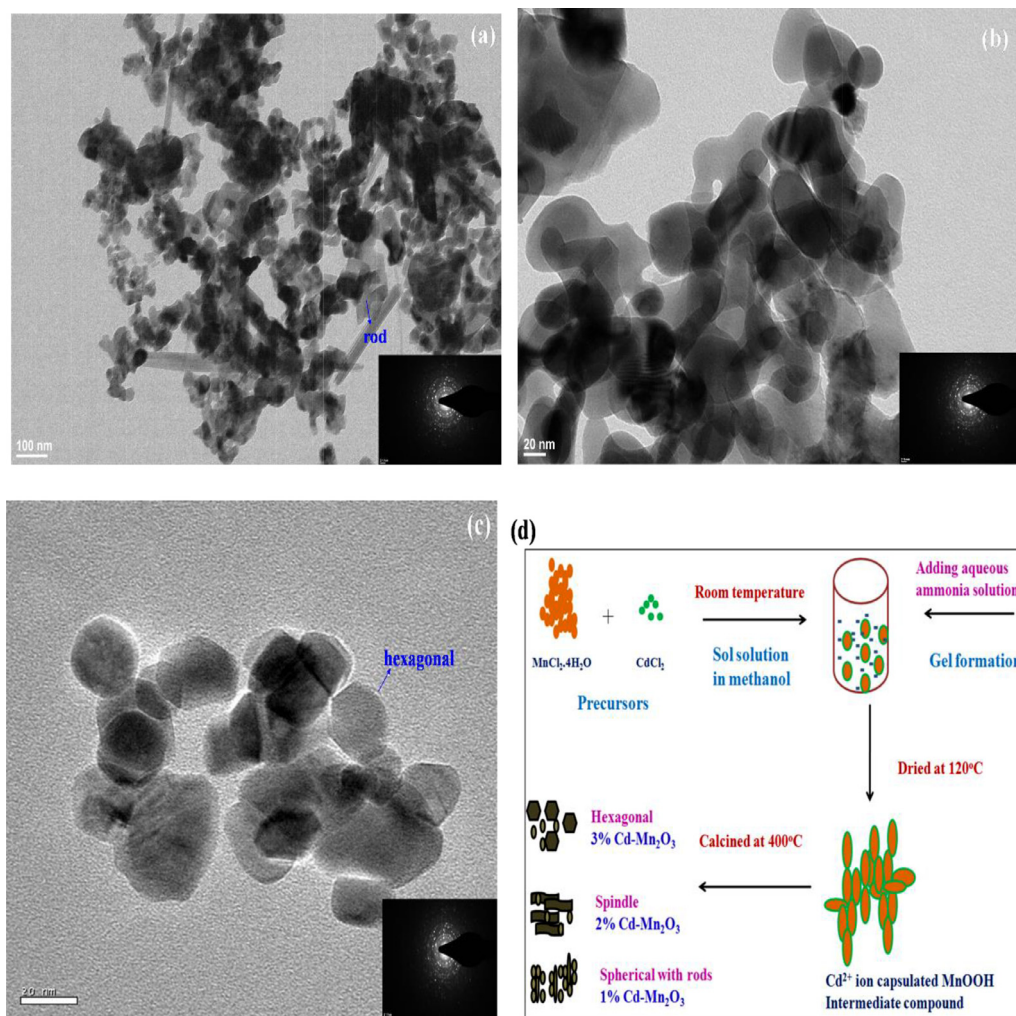 (a)
rod
100 nm
(b)
20 nm
(c)
hexagonal
20 nm
(d)
MnCl₂.4H₂O
+
CdCl₂
Precursors
Room temperature
Sol solution
in methanol
Adding aqueous
ammonia solution
Gel formation
Dried at 120°C
Cd²⁺ ion capsulated MnOOH
Intermediate compound
Calcined at 400°C
Hexagonal
3% Cd-Mn₂O₃
Spindle
2% Cd-Mn₂O₃
Spherical with rods
1% Cd-Mn₂O₃